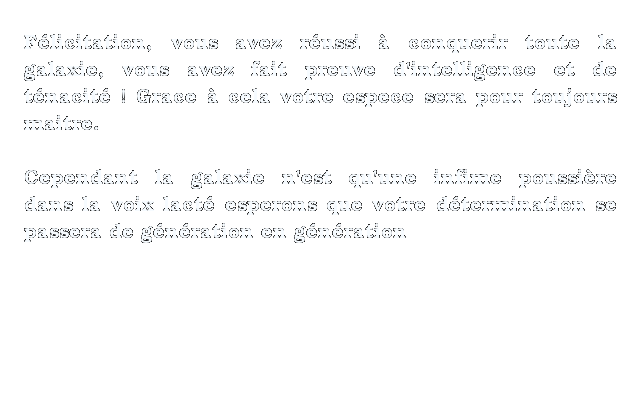 Félicitation, vous avez réussi à conquerir toute la
galaxie, vous avez fait preuve d'intelligence et de
ténacité ! Grace à cela votre espece sera pour toujours
maitre.
Cependant la galaxie n'est qu'une infime poussière
dans la voix lacté esperons que votre détermination se
passera de génération en génération